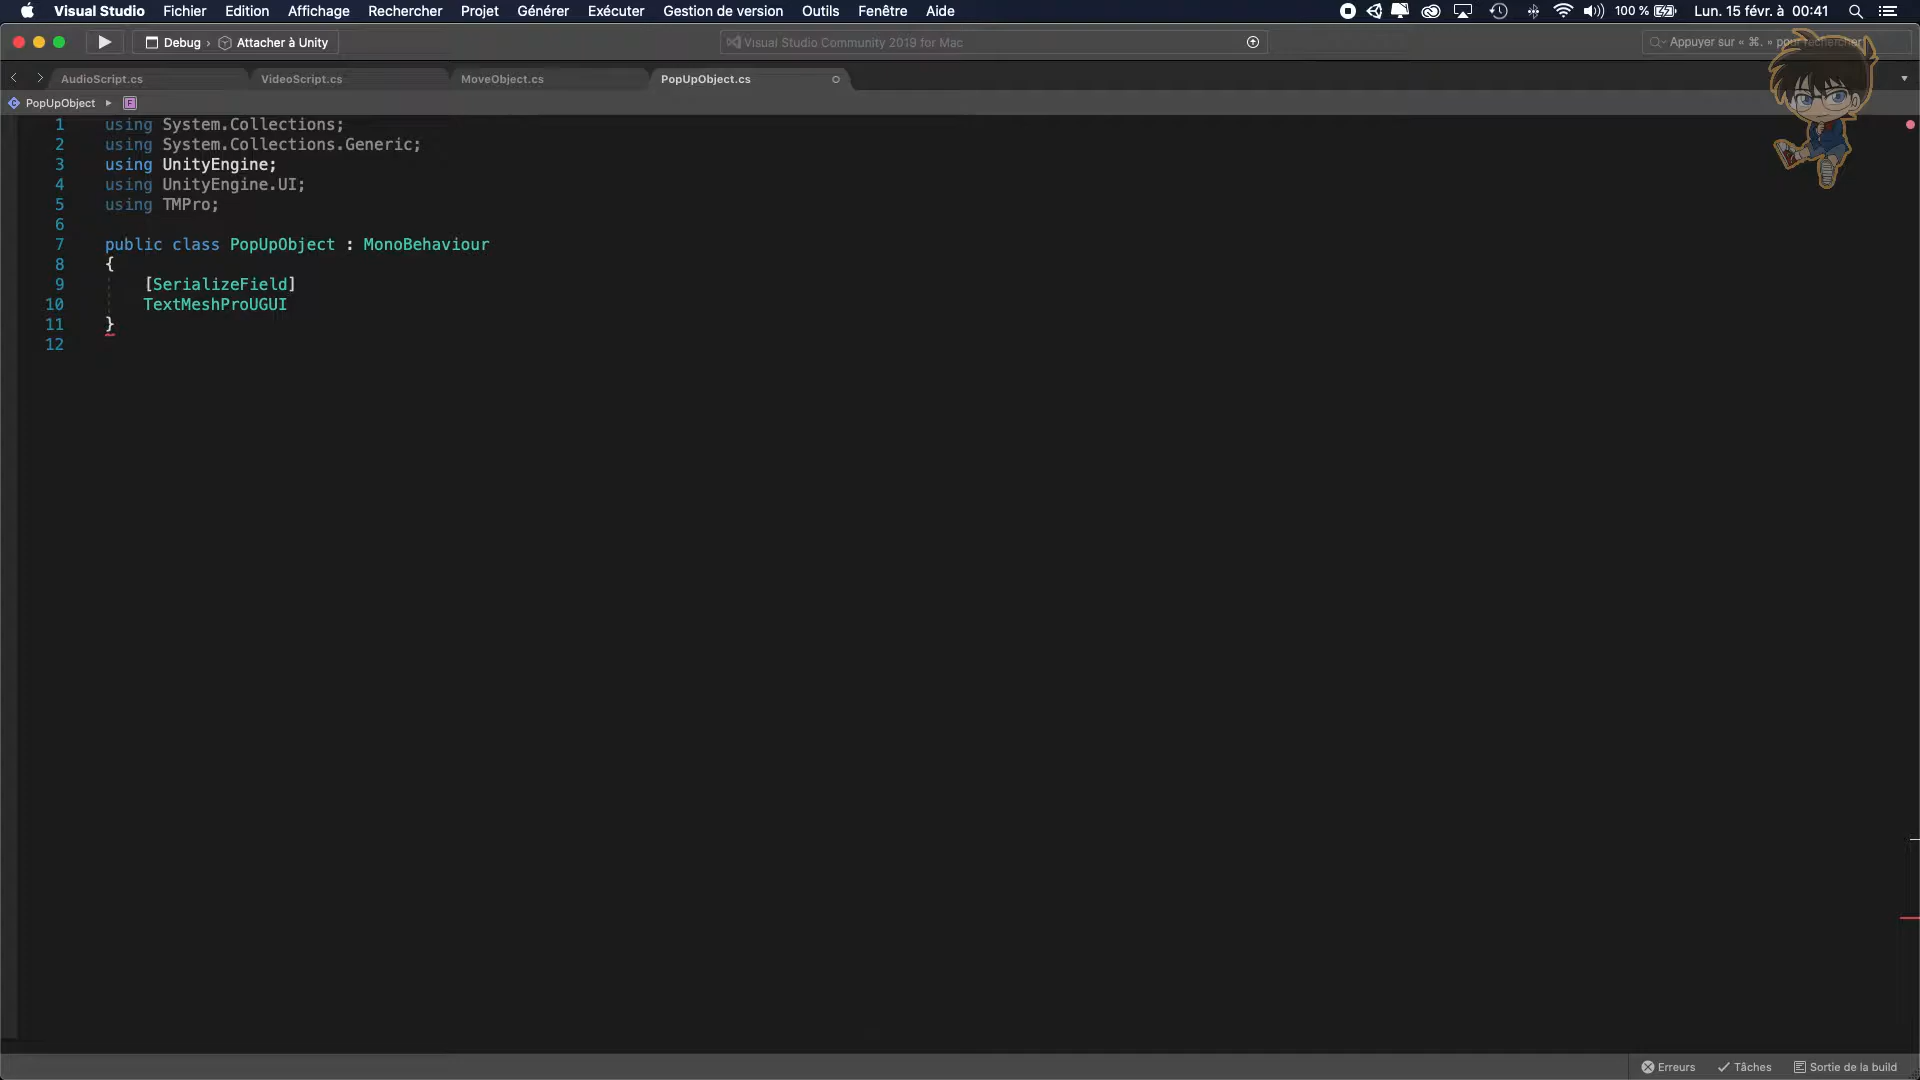 Visual Studio Fichier Edition Affichage Rechercher Projet Générer Exécuter Gestion de version Outils Fenêtre Aide 100 % Lun. 15 févr. à 00:41
Debug › Attacher à Unity Visual Studio Community 2019 for Mac Appuyer sur « ⌘. » pour rechercher
AudioScript.cs VideoScript.cs MoveObject.cs PopUpObject.cs
PopUpObject
1 using System.Collections;
2 using System.Collections.Generic;
3 using UnityEngine;
4 using UnityEngine.UI;
5 using TMPro;
6
7 public class PopUpObject : MonoBehaviour
8 {
9 [SerializeField]
10 TextMeshProUGUI
11 }
12
Erreurs Tâches Sortie de la build